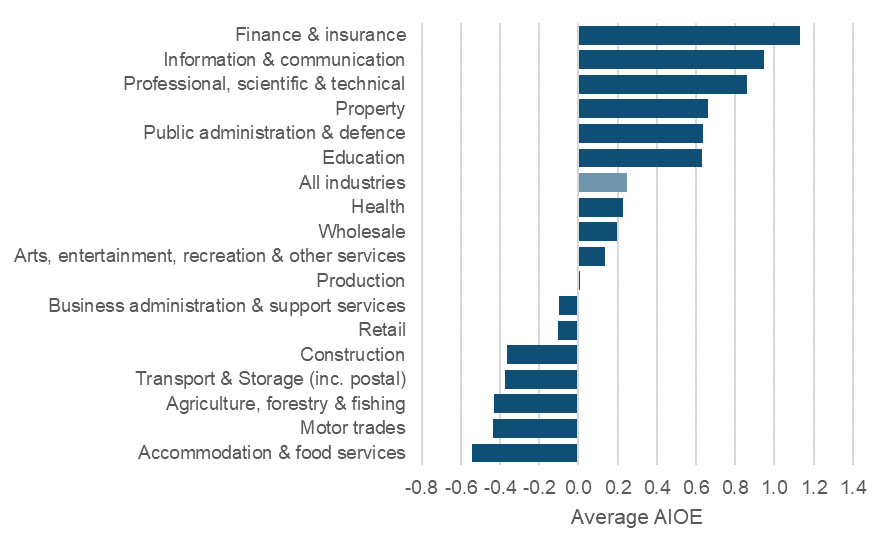 Finance & insurance
Information & communication
Professional, scientific & technical
Property
Public administration & defence
Education
All industries
Health
Wholesale
Arts, entertainment, recreation & other services
Production
Business administration & support services
Retail
Construction
Transport & Storage (inc. postal)
Agriculture, forestry & fishing
Motor trades
Accommodation & food services
-0.8 -0.6 -0.4 -0.2 0.0 0.2 0.4 0.6 0.8 1.0 1.2 1.4
Average AIOE